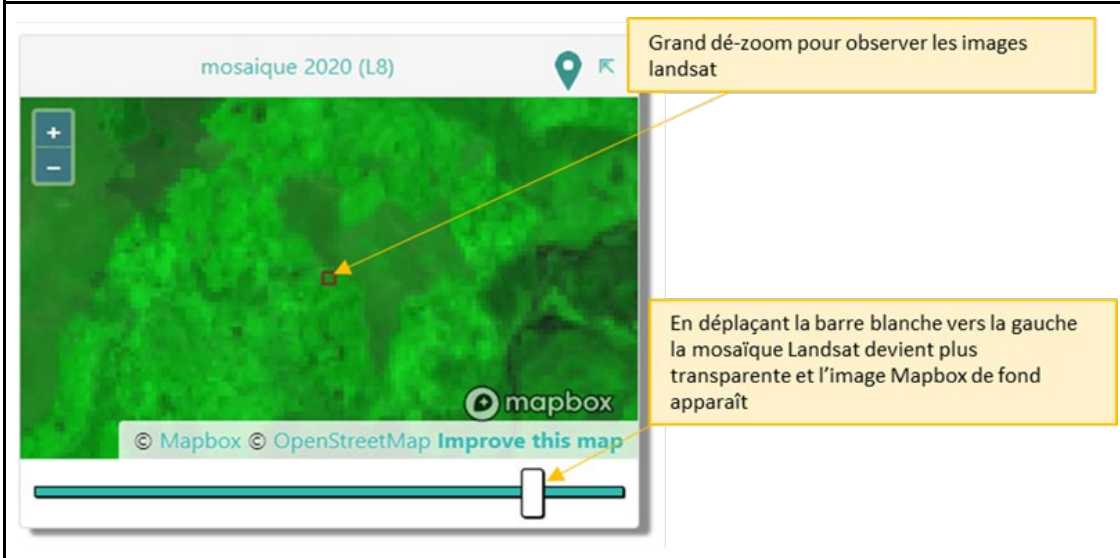 mosaique 2020 (L8)
Grand dé-zoom pour observer les images
landsat
+
-
En déplaçant la barre blanche vers la gauche
la mosaïque Landsat devient plus
transparente et l'image Mapbox de fond
apparaît
mapbox
© Mapbox © OpenStreetMap Improve this map